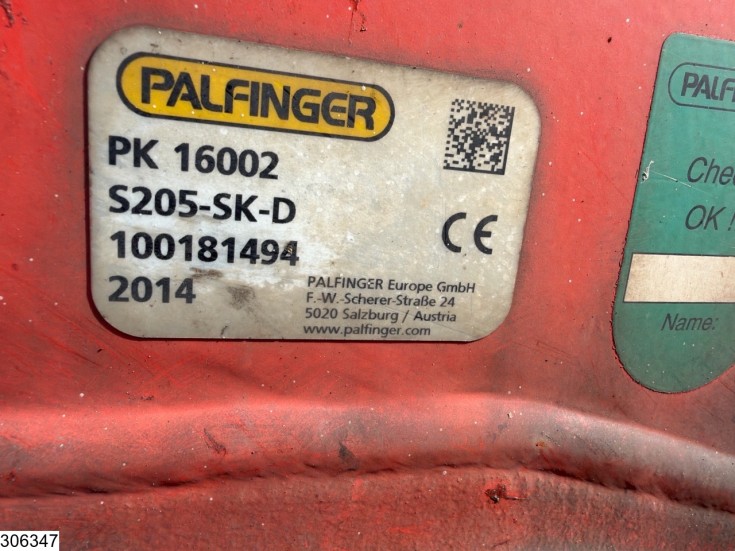 PALFINGER
PK 16002
S205-SK-D
100181494
2014
PALFINGER Europe GmbH
F.-W.-Scherer-Straße 24
5020 Salzburg / Austria
www.palfinger.com
CE
PALF
Che
OK !
Name:
306347